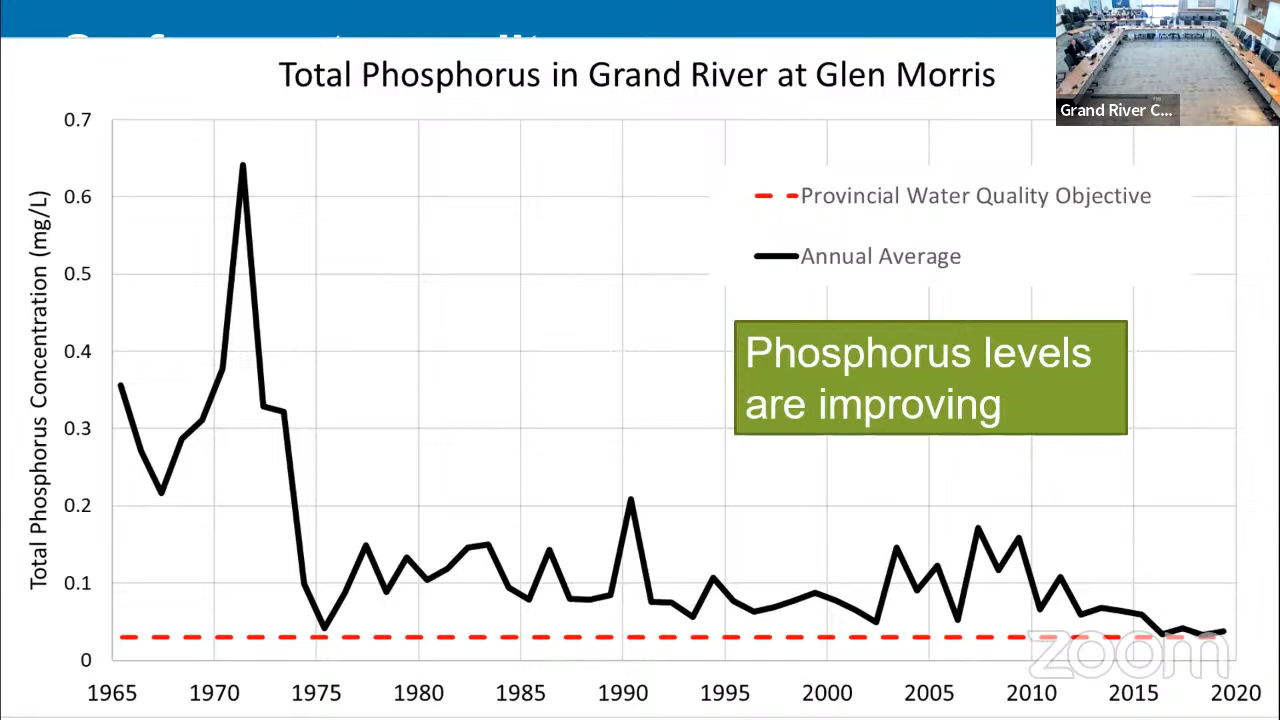 Total Phosphorus in Grand River at Glen Morris
Grand River C...
Total Phosphorus Concentration (mg/L)
0.7
0.6
0.5
0.4
0.3
0.2
0.1
0
Provincial Water Quality Objective
Annual Average
Phosphorus levels
are improving
zoom
1965 1970 1975 1980 1985 1990 1995 2000 2005 2010 2015 2020